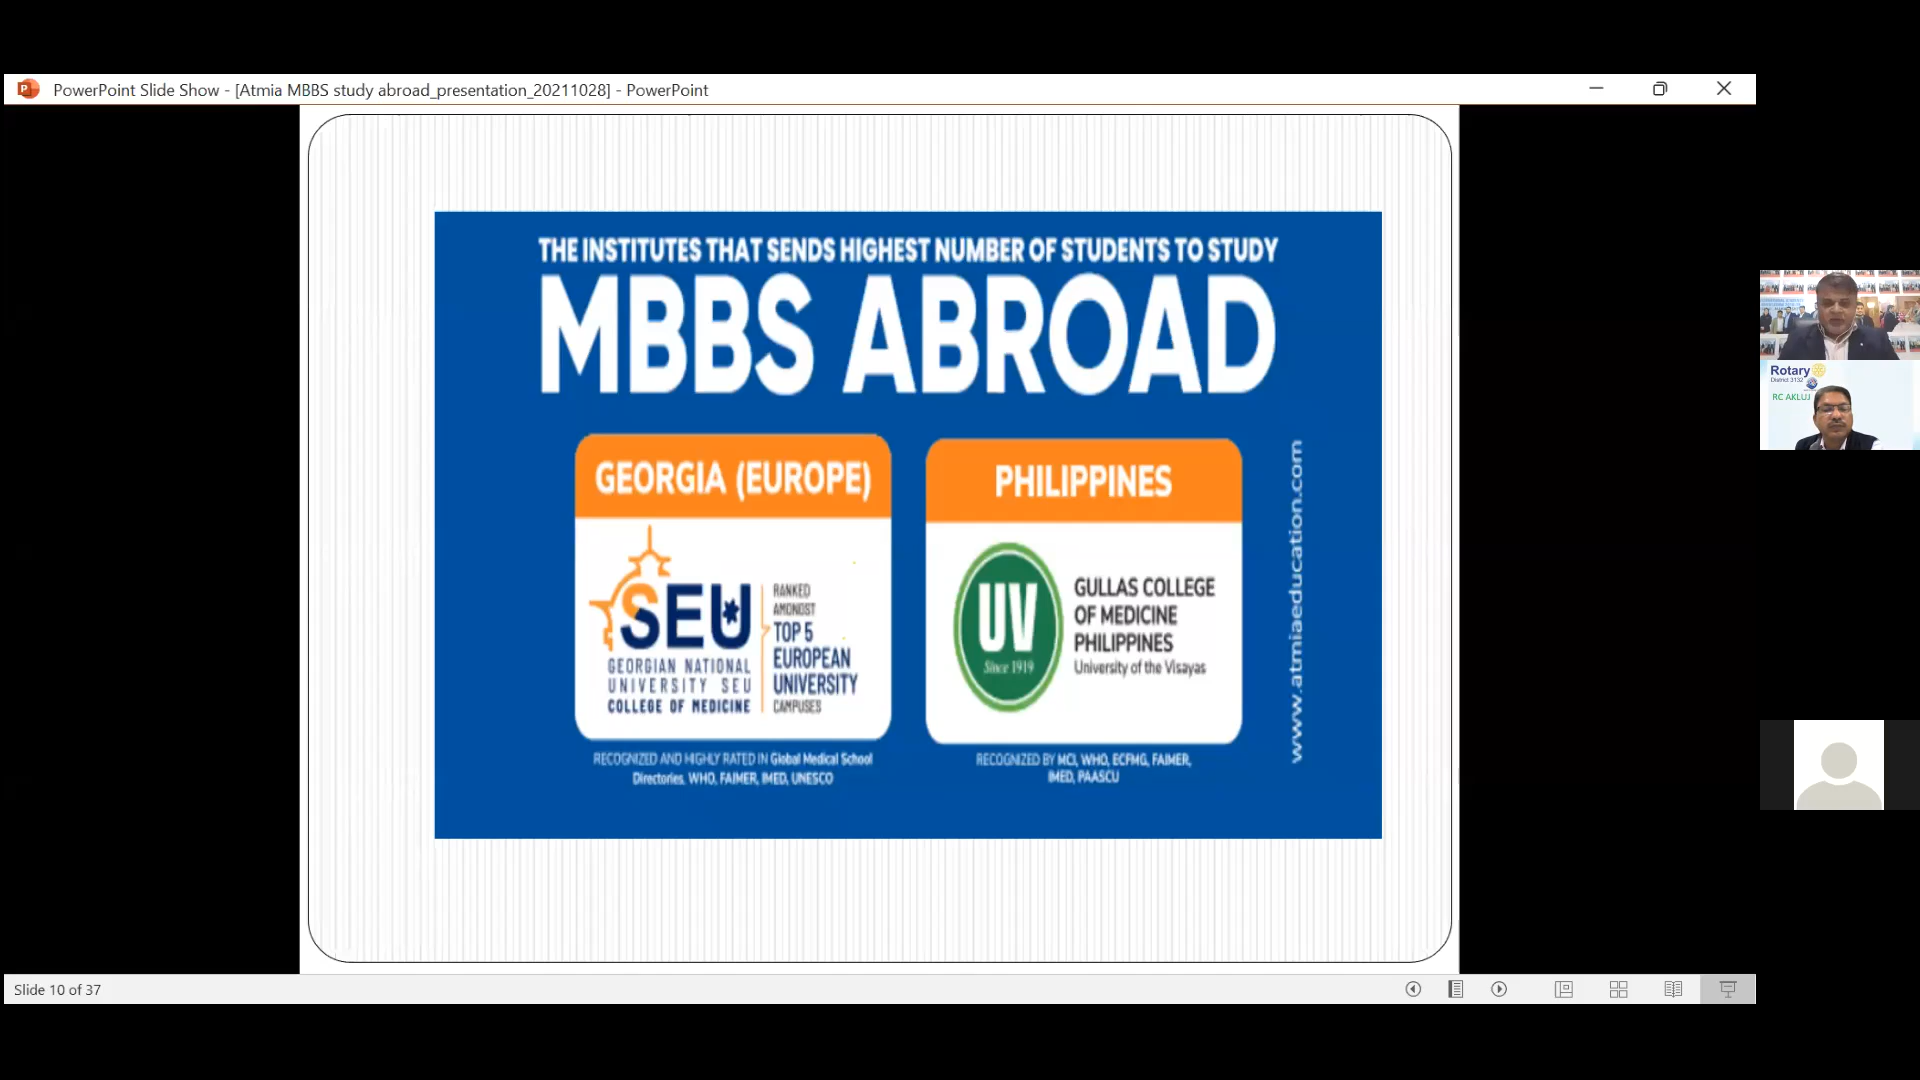 PowerPoint Slide Show - [Atmia MBBS study abroad_presentation_20211028] - PowerPoint
THE INSTITUTES THAT SENDS HIGHEST NUMBER OF STUDENTS TO STUDY
MBBS ABROAD
GEORGIA (EUROPE)
SEU
GEORGIAN NATIONAL
UNIVERSITY SEU
COLLEGE OF MEDICINE
RANKED
AMONGST
TOP 5
EUROPEAN
UNIVERSITY
CAMPUSES
RECOGNIZED AND HIGHLY RATED IN Global Medical School
Directories, WHO, FAIMER, IMED, UNESCO
PHILIPPINES
UV
Since 1919
GULLAS COLLEGE
OF MEDICINE
PHILIPPINES
University of the Visayas
RECOGNIZED BY MCI, WHO, ECFMG, FAIMER,
IMED, PAASCU
www.atmiaeducation.com
Rotary
District 3132
RC AKLUJ
Slide 10 of 37